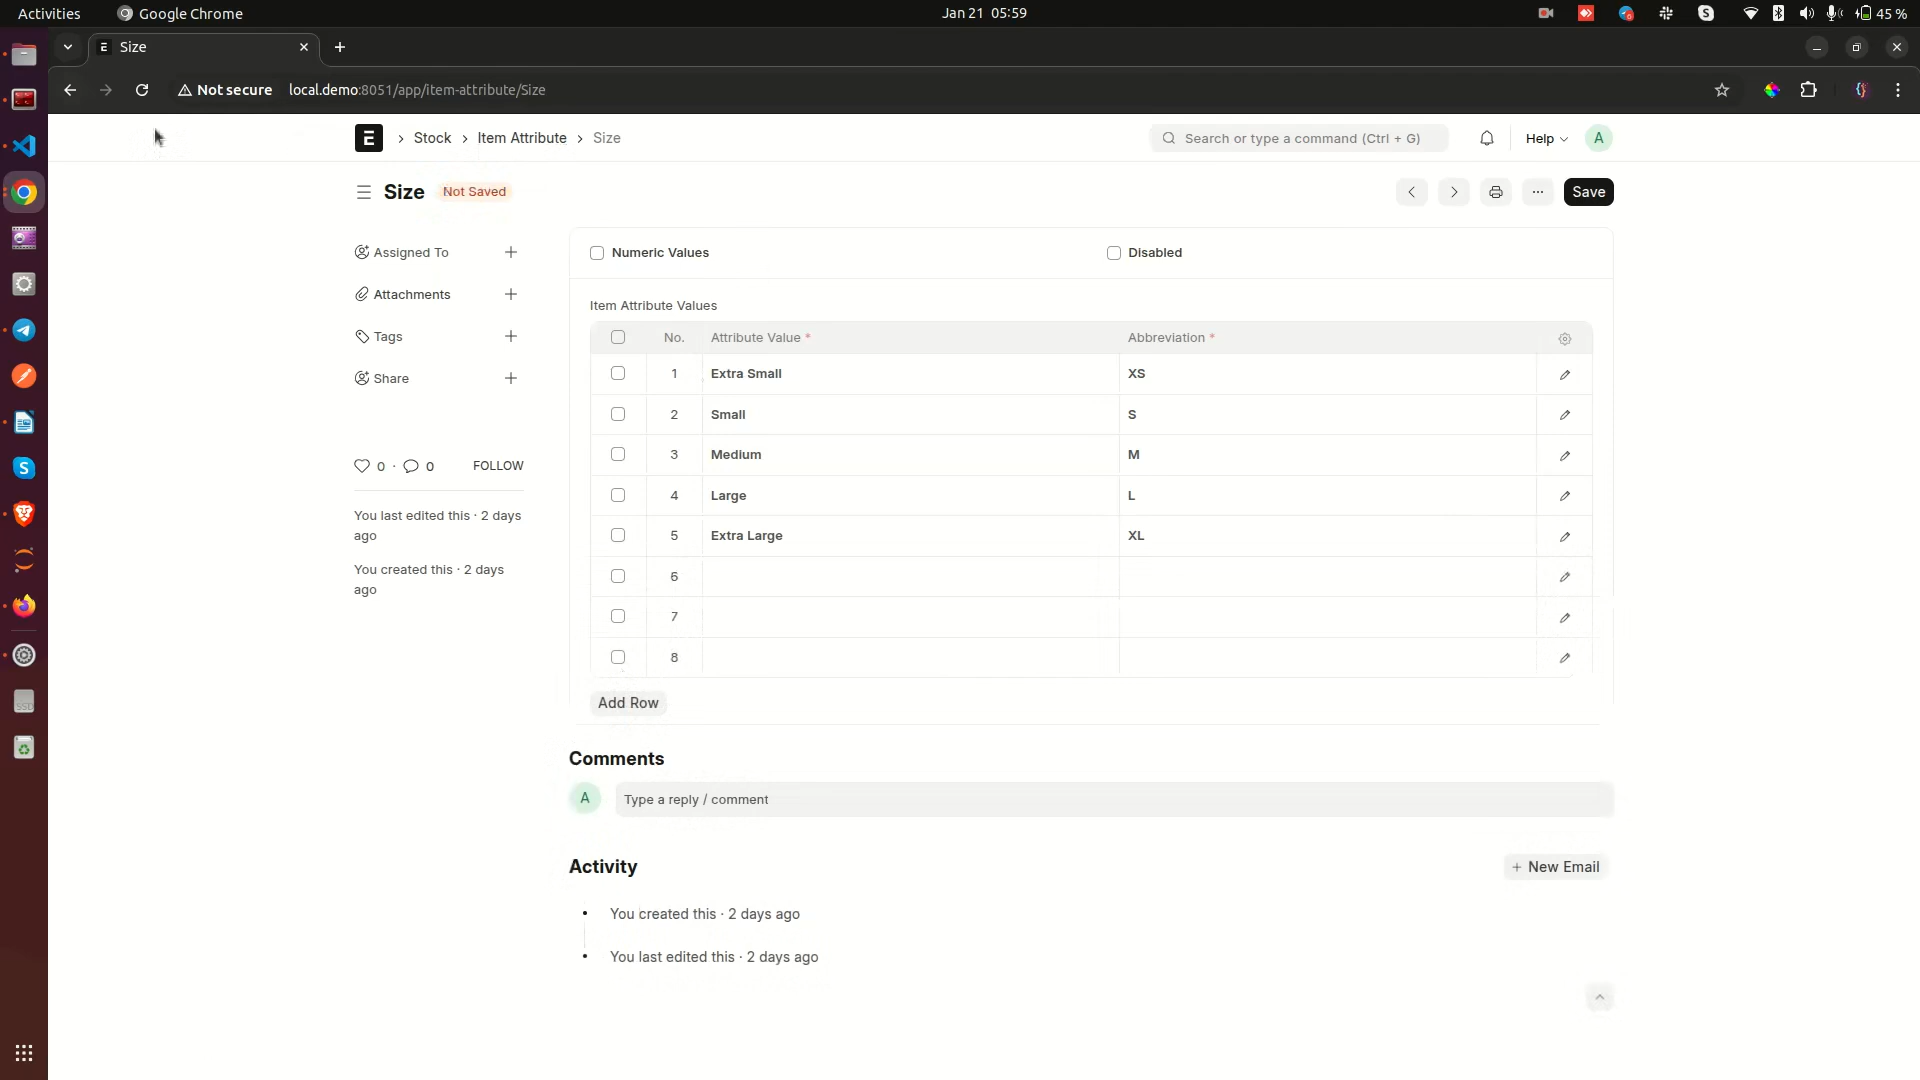 Activities
Google Chrome
Jan 21 05:59
45 %
Size
Not secure
local.demo:8051/app/item-attribute/Size
E
Stock
Item Attribute
Size
Search or type a command (Ctrl + G)
Help
A
Size
Not Saved
Save
Assigned To
Attachments
Tags
Share
0 · 0
FOLLOW
You last edited this · 2 days
ago
You created this · 2 days
ago
Numeric Values
Disabled
Item Attribute Values
No. Attribute Value * Abbreviation *
1 Extra Small XS
2 Small S
3 Medium M
4 Large L
5 Extra Large XL
6
7
8
Add Row
Comments
A
Type a reply / comment
Activity
New Email
You created this · 2 days ago
You last edited this · 2 days ago